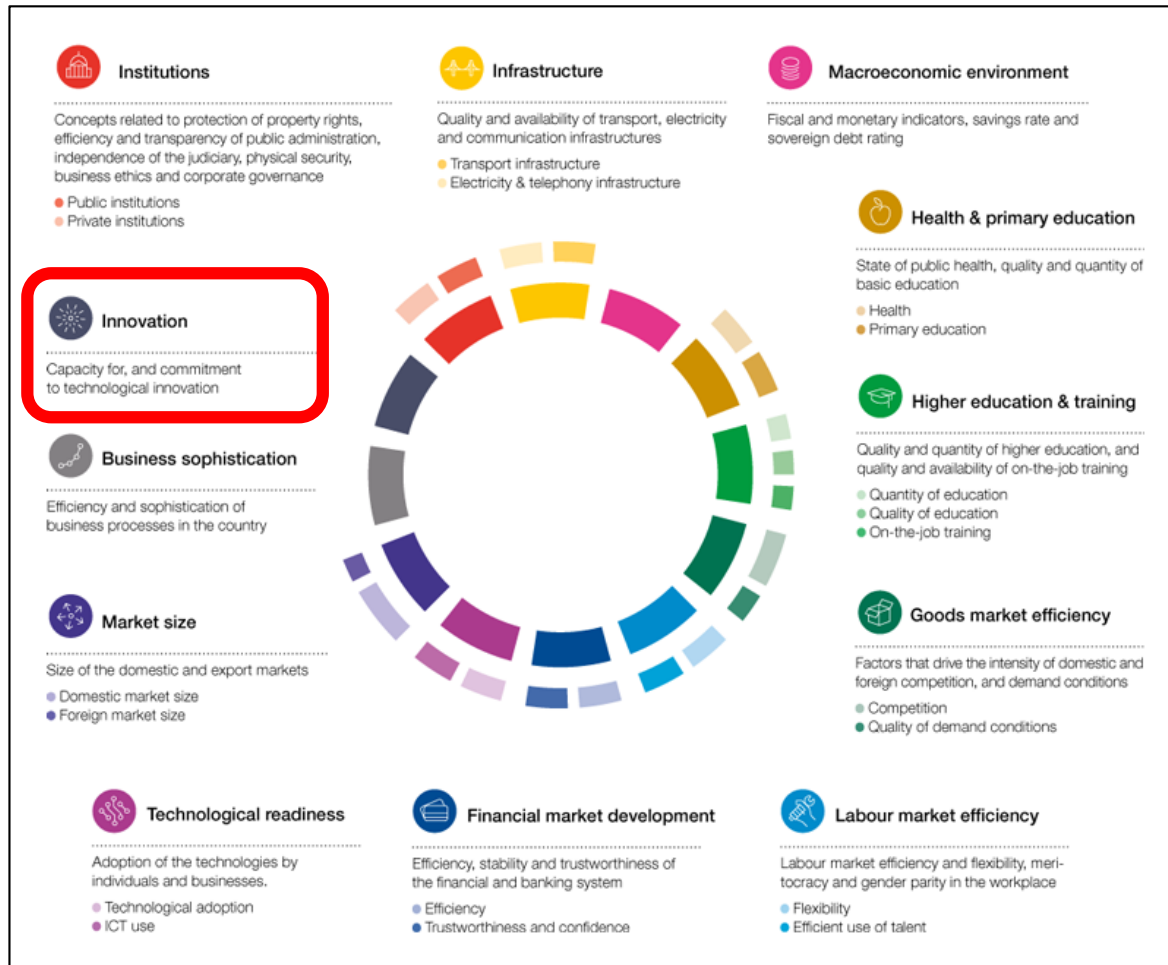 Institutions
Concepts related to protection of property rights,
efficiency and transparency of public administration,
independence of the judiciary, physical security,
business ethics and corporate governance
Public institutions
Private institutions
Infrastructure
Quality and availability of transport, electricity
and communication infrastructures
Transport infrastructure
Electricity & telephony infrastructure
Macroeconomic environment
Fiscal and monetary indicators, savings rate and
sovereign debt rating
Health & primary education
State of public health, quality and quantity of
basic education
Health
Primary education
Innovation
Capacity for, and commitment
to technological innovation
Higher education & training
Quality and quantity of higher education, and
quality and availability of on-the-job training
Quantity of education
Quality of education
On-the-job training
Business sophistication
Efficiency and sophistication of
business processes in the country
Market size
Size of the domestic and export markets
Domestic market size
Foreign market size
Goods market efficiency
Factors that drive the intensity of domestic and
foreign competition, and demand conditions
Competition
Quality of demand conditions
Technological readiness
Adoption of the technologies by
individuals and businesses.
Technological adoption
ICT use
Financial market development
Efficiency, stability and trustworthiness of
the financial and banking system
Efficiency
Trustworthiness and confidence
Labour market efficiency
Labour market efficiency and flexibility, meri-
tocracy and gender parity in the workplace
Flexibility
Efficient use of talent